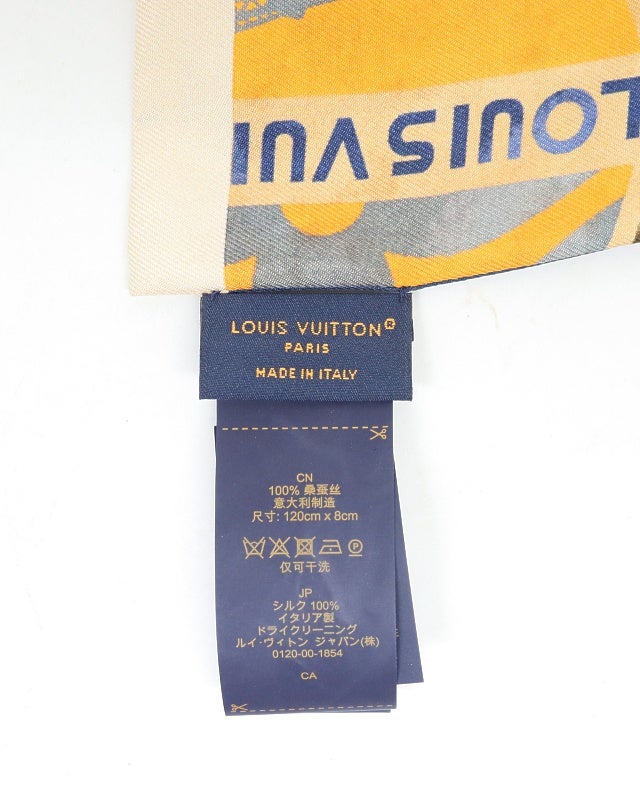 LOUIS VUI
LOUIS VUITTON®
PARIS
MADE IN ITALY
CN
100% 桑蚕丝
意大利制造
尺寸: 120cm x 8cm
P
仅可干洗
JP
シルク 100%
イタリア製
ドライクリーニング
ルイ·ヴィトン ジャパン(株)
0120-00-1854
CA